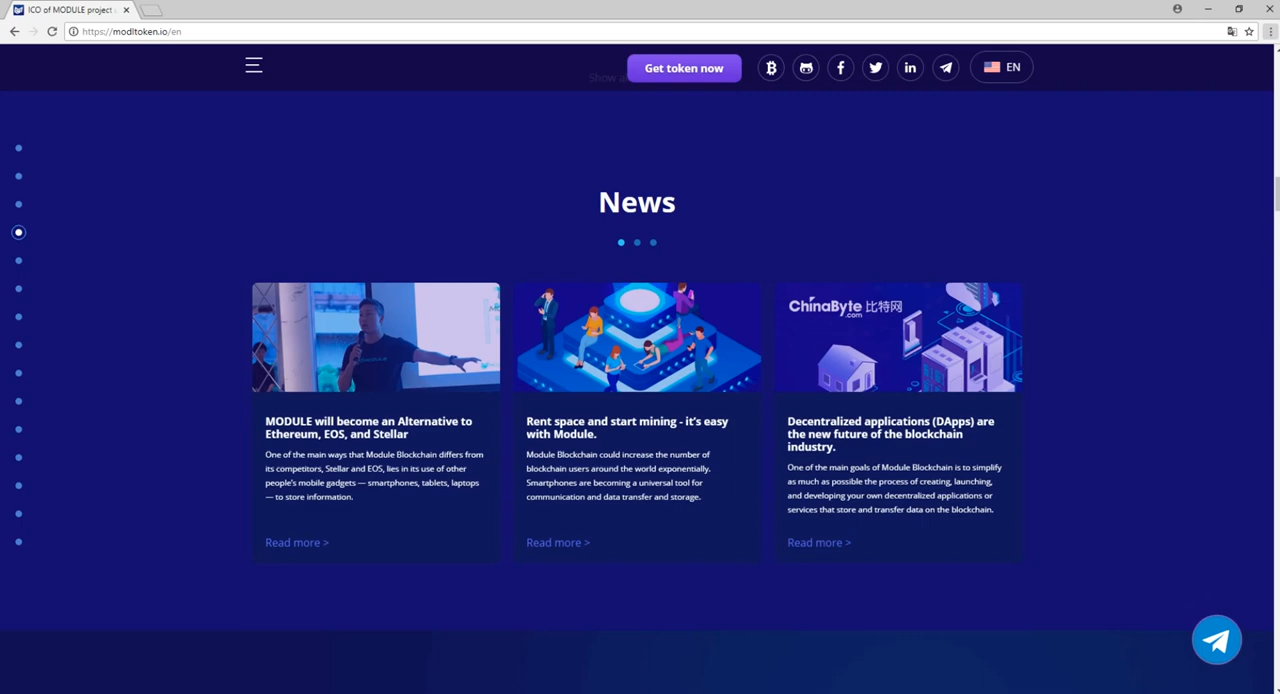 ICO of MODULE project
https://modltoken.io/en
Show a
Get token now
EN
News
ChinaByte 比特网
.com
MODULE will become an Alternative to
Ethereum, EOS, and Stellar
One of the main ways that Module Blockchain differs from
its competitors, Stellar and EOS, lies in its use of other
people's mobile gadgets — smartphones, tablets, laptops
— to store information.
Read more >
Rent space and start mining - it's easy
with Module.
Module Blockchain could increase the number of
blockchain users around the world exponentially.
Smartphones are becoming a universal tool for
communication and data transfer and storage.
Read more >
Decentralized applications (DApps) are
the new future of the blockchain
industry.
One of the main goals of Module Blockchain is to simplify
as much as possible the process of creating, launching,
and developing your own decentralized applications or
services that store and transfer data on the blockchain.
Read more >